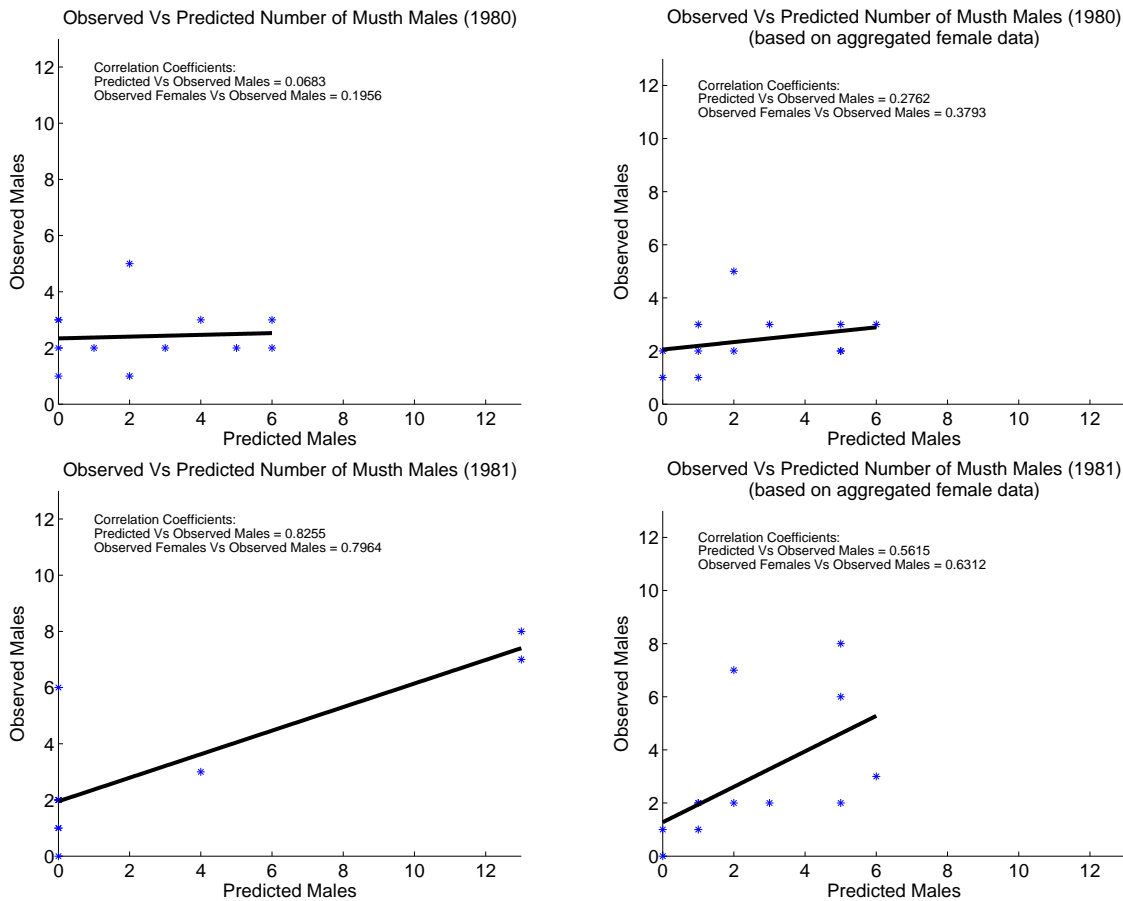 Observed Vs Predicted Number of Musth Males (1980)
Correlation Coefficients:
Predicted Vs Observed Males = 0.0683
Observed Females Vs Observed Males = 0.1956
Observed Males
12
10
8
6
4
2
0
0 2 4 6 8 10 12
Predicted Males
Observed Vs Predicted Number of Musth Males (1980)
(based on aggregated female data)
Correlation Coefficients:
Predicted Vs Observed Males = 0.2762
Observed Females Vs Observed Males = 0.3793
Observed Males
12
10
8
6
4
2
0
0 2 4 6 8 10 12
Predicted Males
Observed Vs Predicted Number of Musth Males (1981)
Correlation Coefficients:
Predicted Vs Observed Males = 0.8255
Observed Females Vs Observed Males = 0.7964
Observed Males
12
10
8
6
4
2
0
0 2 4 6 8 10 12
Predicted Males
Observed Vs Predicted Number of Musth Males (1981)
(based on aggregated female data)
Correlation Coefficients:
Predicted Vs Observed Males = 0.5615
Observed Females Vs Observed Males = 0.6312
Observed Males
12
10
8
6
4
2
0
0 2 4 6 8 10 12
Predicted Males